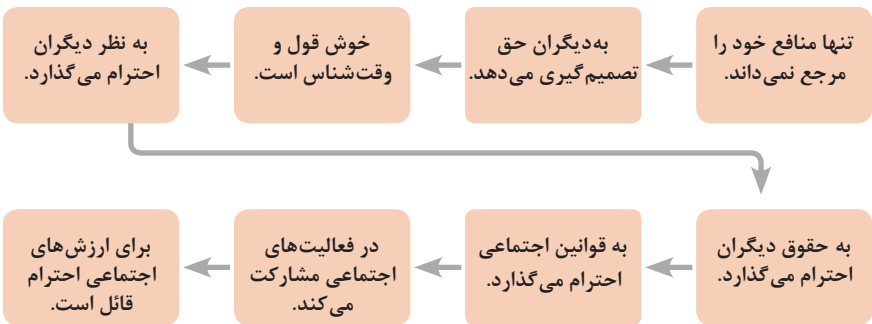 تنها منافع خود را
مرجع نمی‌داند.
به‌دیگران حق
تصمیم‌گیری می‌دهد.
خوش قول و
وقت‌شناس است.
به نظر دیگران
احترام می‌گذارد.
به حقوق دیگران
احترام می‌گذارد.
به قوانین اجتماعی
احترام می‌گذارد.
در فعالیت‌های
اجتماعی مشارکت
می‌کند.
برای ارزش‌های
اجتماعی احترام
قائل است.